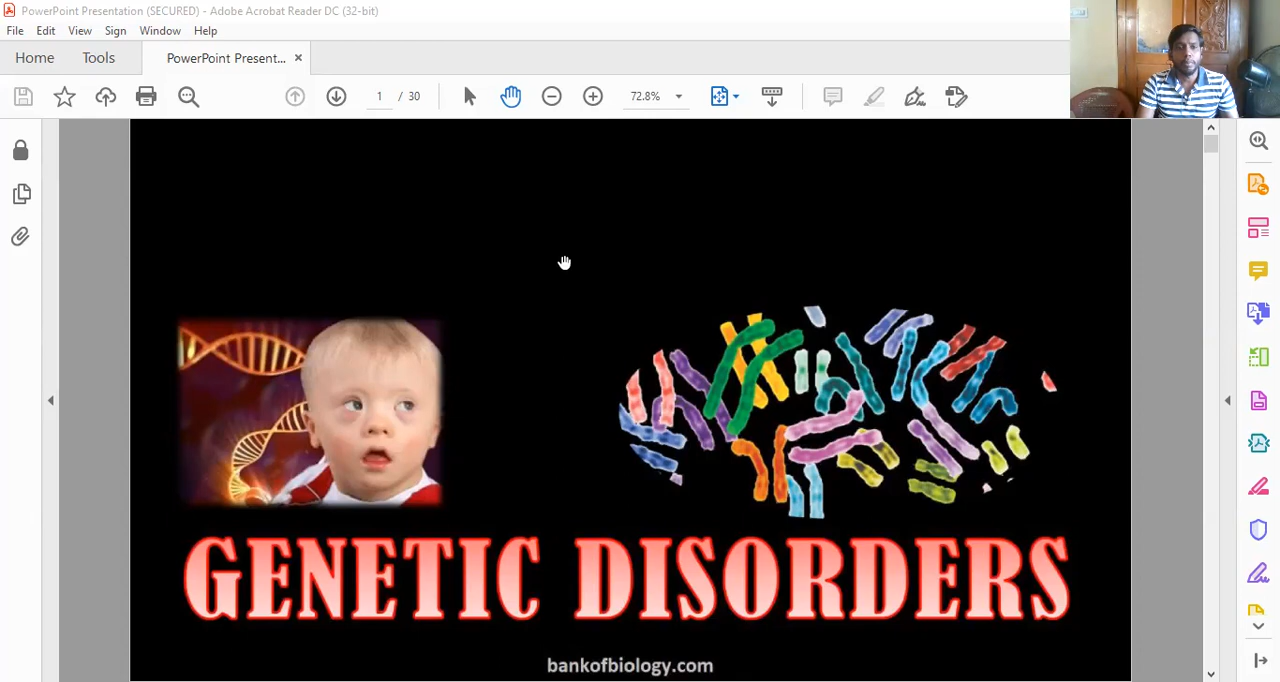 PowerPoint Presentation (SECURED) - Adobe Acrobat Reader DC (32-bit)
File Edit View Sign Window Help
Home Tools PowerPoint Present... ×
1 / 30 72.8%
GENETIC DISORDERS
bankofbiology.com